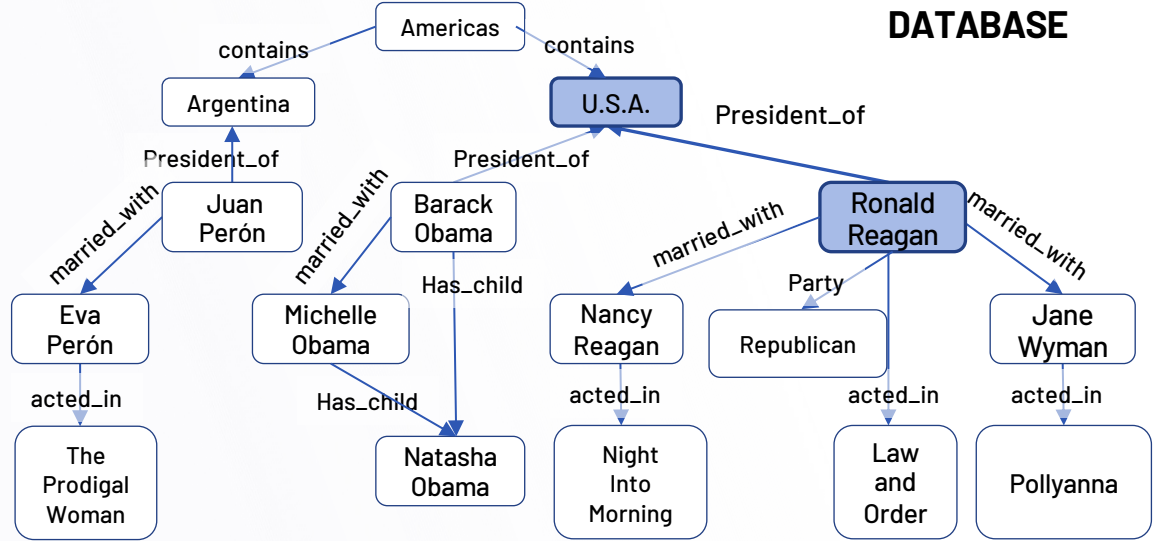 DATABASE
Americas
contains
contains
Argentina
U.S.A.
President_of
President_of
President_of
married_with
Juan
Perón
married_with
Barack
Obama
married_with
Ronald
Reagan
married_with
Has_child
Party
Eva
Perón
Michelle
Obama
Nancy
Reagan
Republican
Jane
Wyman
acted_in
Has_child
acted_in
acted_in
acted_in
The
Prodigal
Woman
Natasha
Obama
Night
Into
Morning
Law
and
Order
Pollyanna